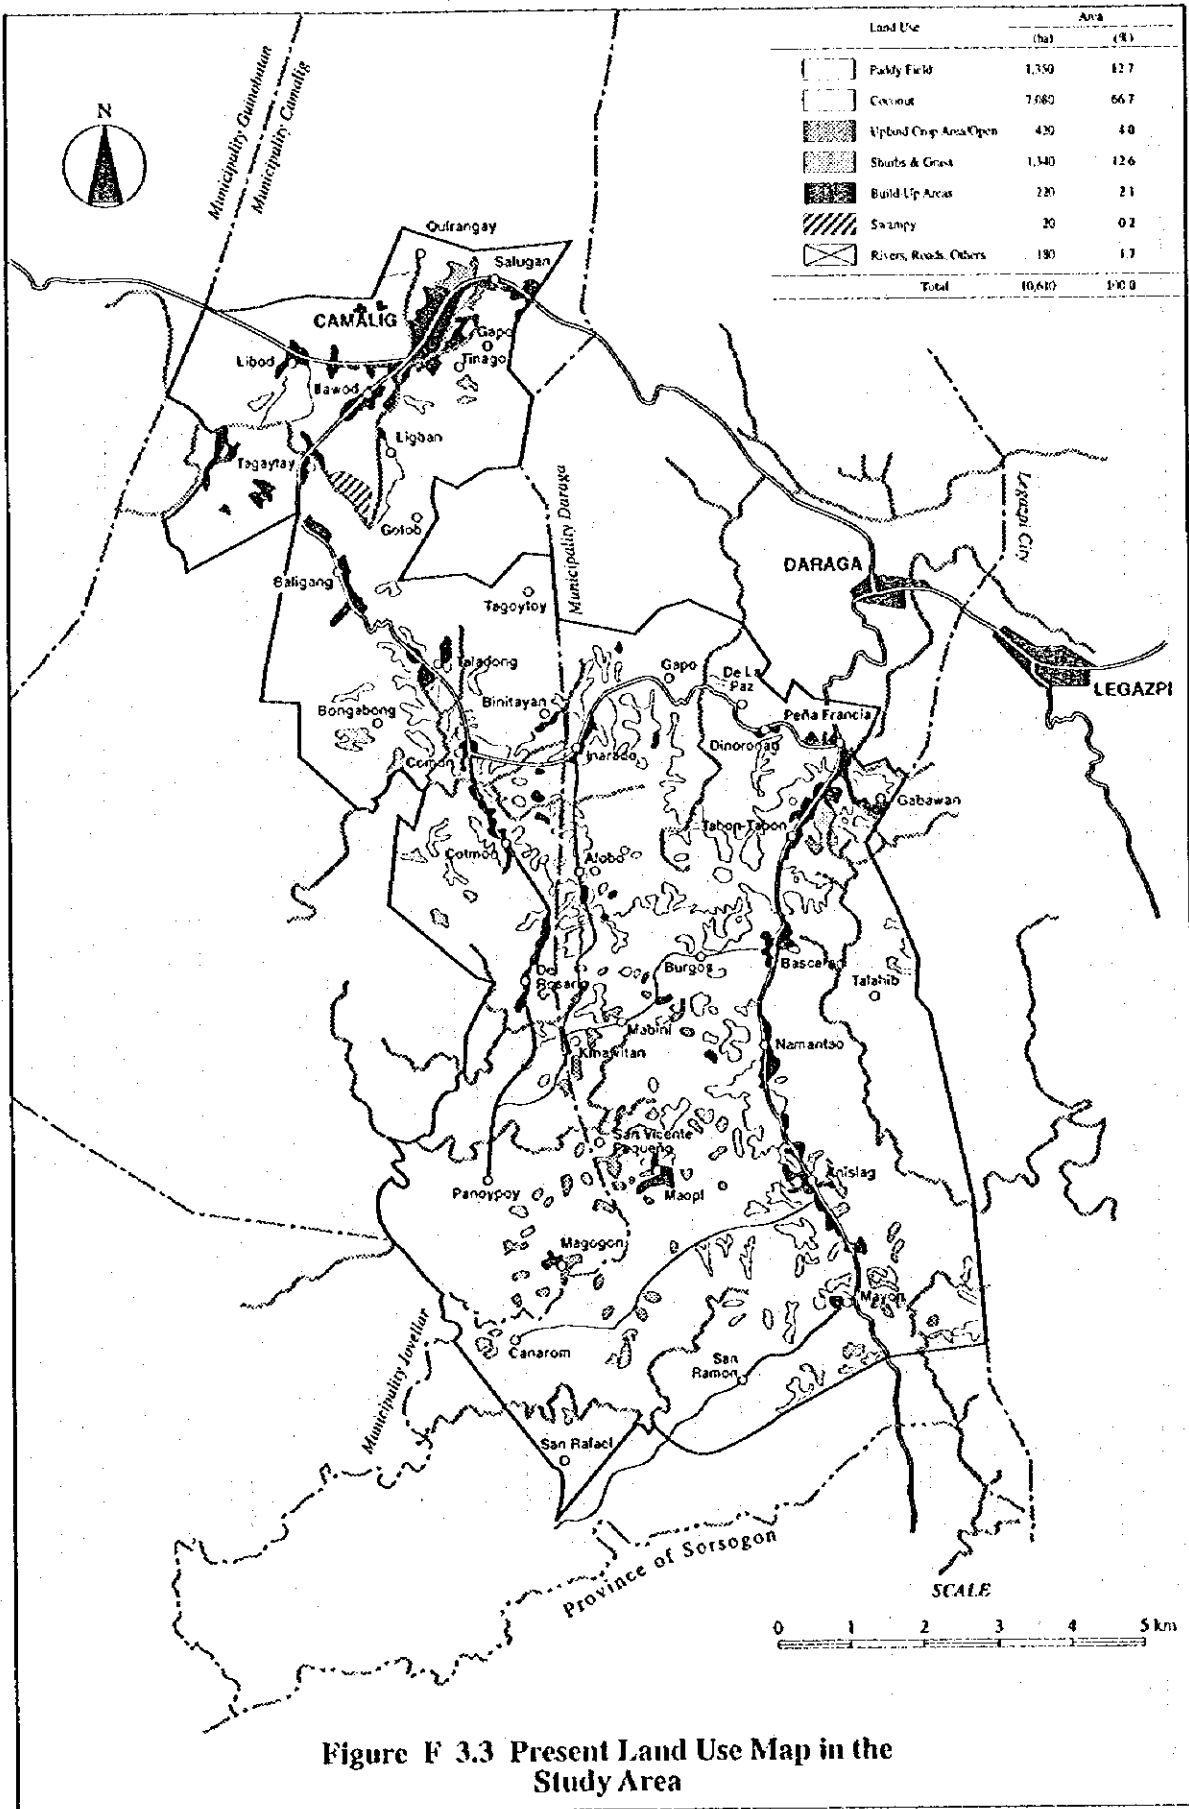 Land Use
Area
(ha) (%)
Paddy Field 1,350 12.7
Coconut 7,080 66.7
Upland Crop Area/Open 420 4.0
Shurbs & Grass 1,340 12.6
Build-Up Areas 220 2.1
Swampy 20 0.2
Rivers, Roads, Others 180 1.7
Total 10,610 100.0
N
Municipality Guinobatan
Municipality Camalig
Quirangay
Salugan
CAMALIG
Gapo
Tinago
Libod
Bawod
Ligban
Tagaytay
Gotob
Municipality Daraga
Legazpi City
DARAGA
Baligang
Tagoytoy
LEGAZPI
Taladong
Gapo
De La
Paz
Binitayan
Bongabong
Peña Francia
Dinoronan
Comun
Inarado
Gabawan
Tabon-Tabon
Cotmon
Alobo
Burgos
Bascaran
Del
Rosario
Talahib
Mabini
Kinawitan
Namantao
San Vicente
Pequeño
Anislag
Panoypoy
Maopi
Magogon
Mayon
Municipality Jovellar
Canarom
San
Ramon
San Rafael
Province of Sorsogon
SCALE
0 1 2 3 4 5 km
Figure F 3.3 Present Land Use Map in the
Study Area